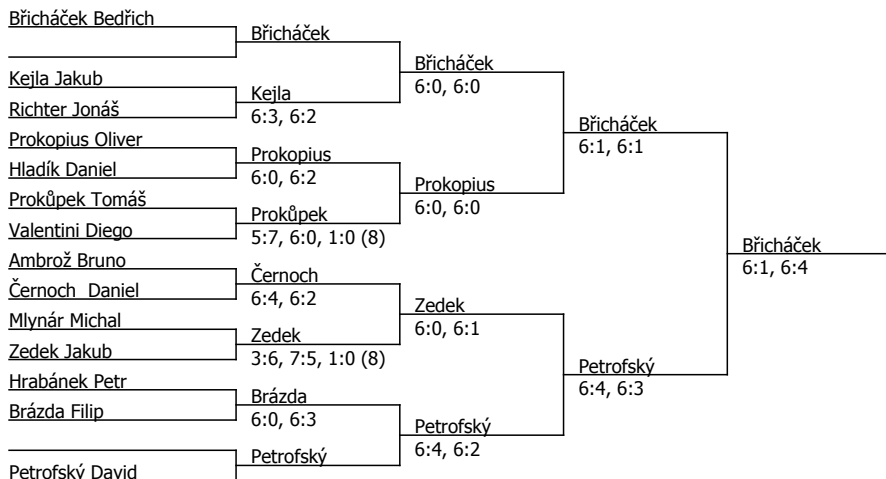 Břicháček Bedřich
Kejla Jakub
Richter Jonáš
Prokopius Oliver
Hladík Daniel
Prokůpek Tomáš
Valentini Diego
Ambrož Bruno
Černoch  Daniel
Mlynár Michal
Zedek Jakub
Hrabánek Petr
Brázda Filip
Petrofský David
Břicháček
Kejla
6:3, 6:2
Prokopius
6:0, 6:2
Prokůpek
5:7, 6:0, 1:0 (8)
Černoch
6:4, 6:2
Zedek
3:6, 7:5, 1:0 (8)
Brázda
6:0, 6:3
Petrofský
Břicháček
6:0, 6:0
Prokopius
6:0, 6:0
Zedek
6:0, 6:1
Petrofský
6:4, 6:2
Břicháček
6:1, 6:1
Petrofský
6:4, 6:3
Břicháček
6:1, 6:4